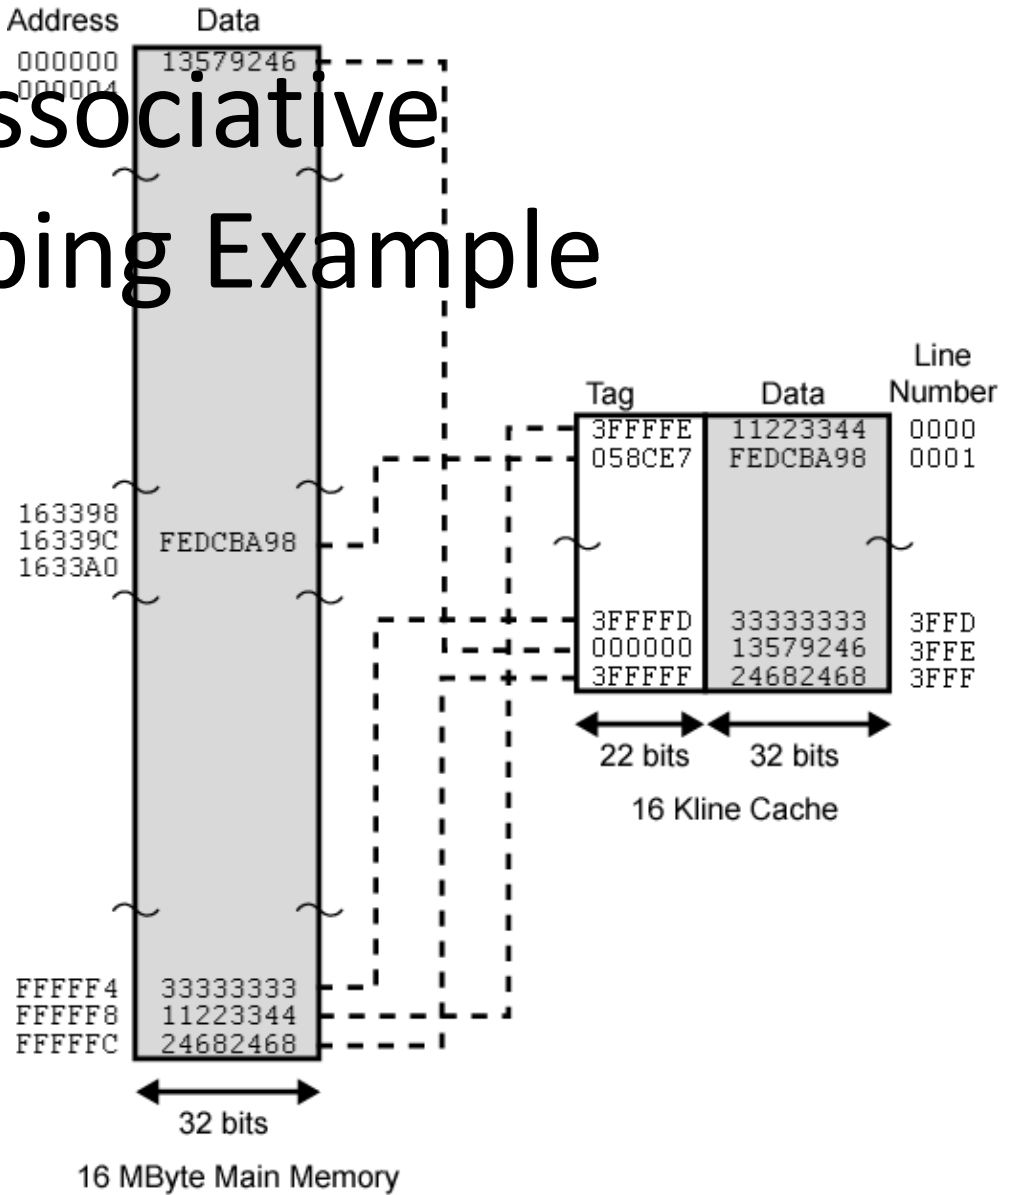 Address Data
000000 13579246
000004
ssociative
ping Example
Line
Tag Data Number
3FFFFE 11223344 0000
058CE7 FEDCBA98 0001
163398
16339C FEDCBA98
1633A0
3FFFFD 33333333 3FFD
000000 13579246 3FFE
3FFFFF 24682468 3FFF
22 bits 32 bits
16 Kline Cache
FFFFF4 33333333
FFFFF8 11223344
FFFFFC 24682468
32 bits
16 MByte Main Memory